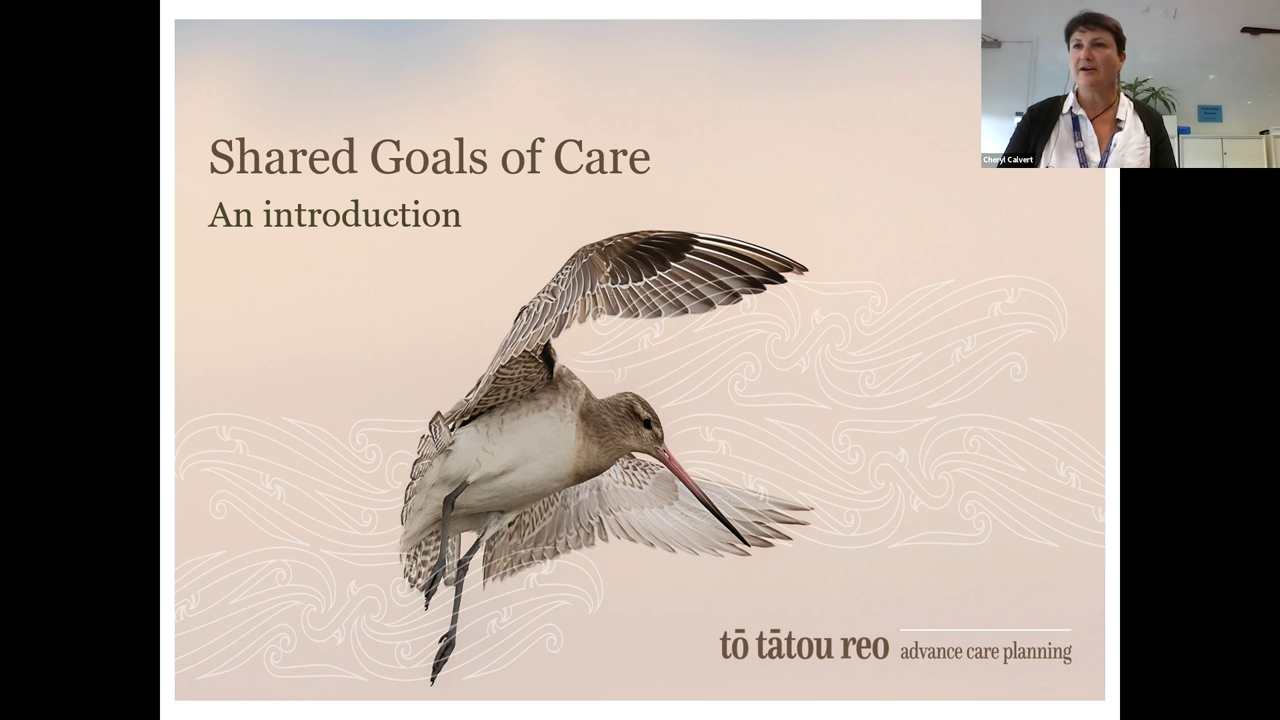 Shared Goals of Care
An introduction
Cheryl Calvert
tō tātou reo advance care planning